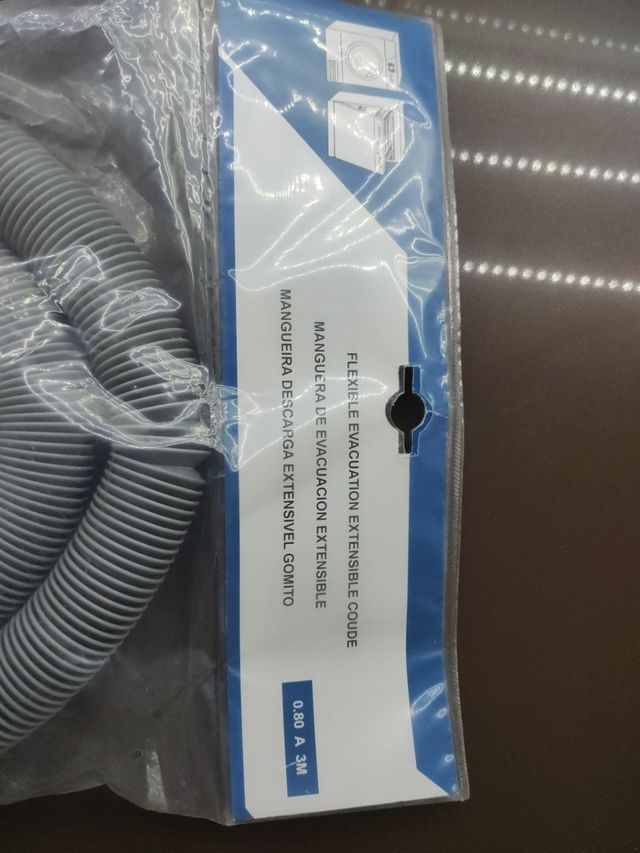 FLEXIBLE EVACUATION EXTENSIBLE COUDE
MANGUERA DE EVACUACION EXTENSIBLE
MANGUEIRA DESCARGA EXTENSIVEL GOMITO
0.80 A 3M